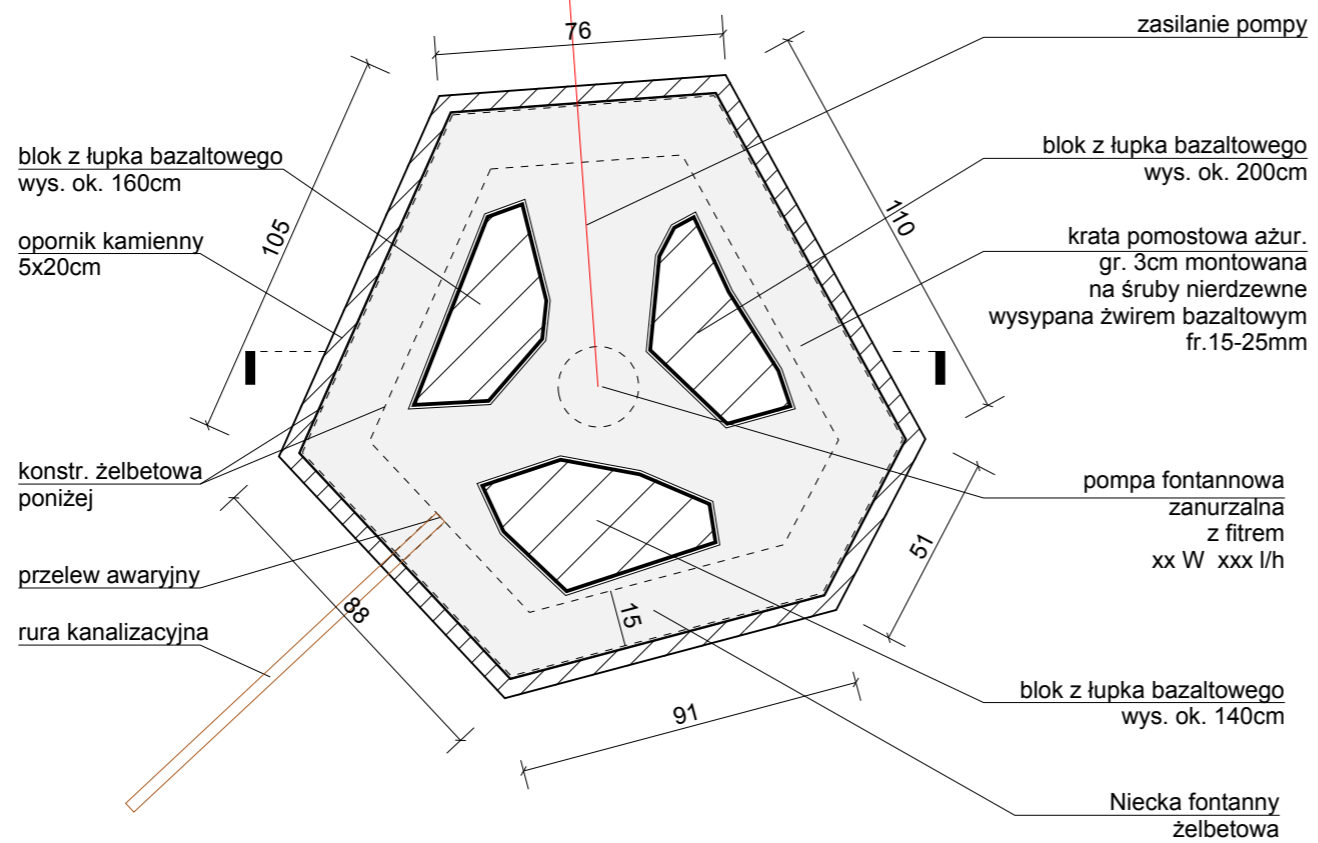 76
zasilanie pompy
blok z łupka bazaltowego
wys. ok. 160cm
blok z łupka bazaltowego
wys. ok. 200cm
105
110
opornik kamienny
5x20cm
krata pomostowa ażur.
gr. 3cm montowana
na śruby nierdzewne
wysypana żwirem bazaltowym
fr.15-25mm
konstr. żelbetowa
poniżej
pompa fontannowa
zanurzalna
z fitrem
xx W  xxx l/h
51
przelew awaryjny
88
15
rura kanalizacyjna
91
blok z łupka bazaltowego
wys. ok. 140cm
Niecka fontanny
żelbetowa